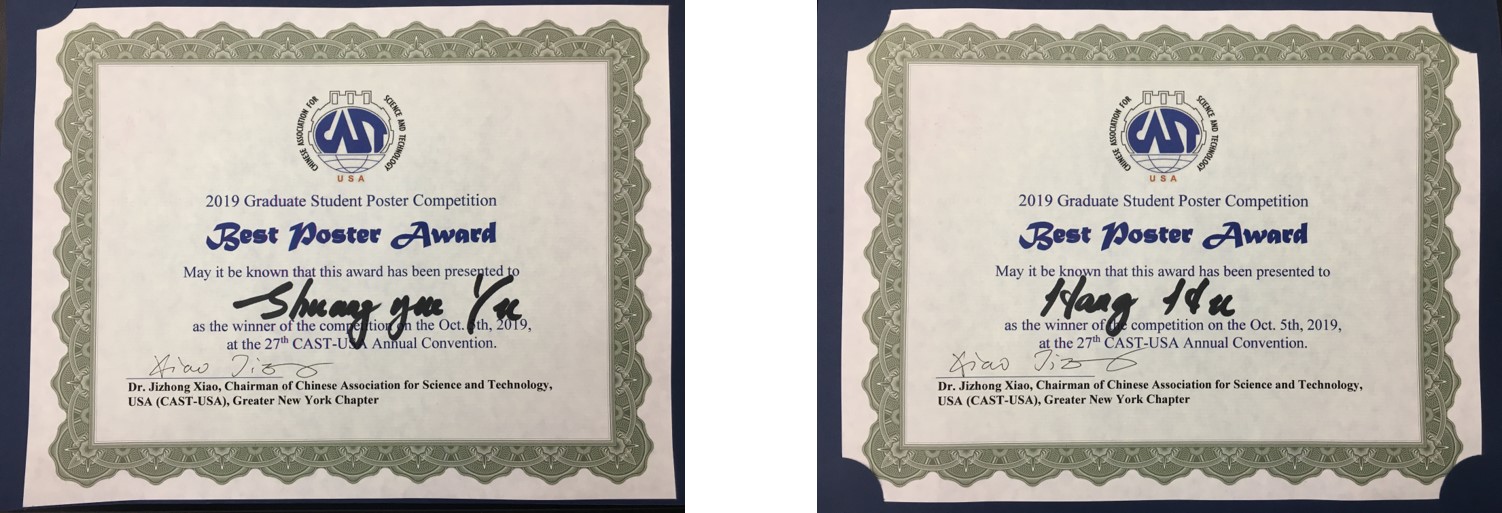 CHINESE ASSOCIATION FOR
SCIENCE AND TECHNOLOGY
CAST
USA
2019 Graduate Student Poster Competition
Best Poster Award
May it be known that this award has been presented to
Shuangyue Yu
as the winner of the competition on the Oct. 5th, 2019,
at the 27th CAST-USA Annual Convention.
Xiao Jizhong
Dr. Jizhong Xiao, Chairman of Chinese Association for Science and Technology,
USA (CAST-USA), Greater New York Chapter
CHINESE ASSOCIATION FOR
SCIENCE AND TECHNOLOGY
CAST
USA
2019 Graduate Student Poster Competition
Best Poster Award
May it be known that this award has been presented to
Hang Hu
as the winner of the competition on the Oct. 5th, 2019,
at the 27th CAST-USA Annual Convention.
Xiao Jizhong
Dr. Jizhong Xiao, Chairman of Chinese Association for Science and Technology,
USA (CAST-USA), Greater New York Chapter